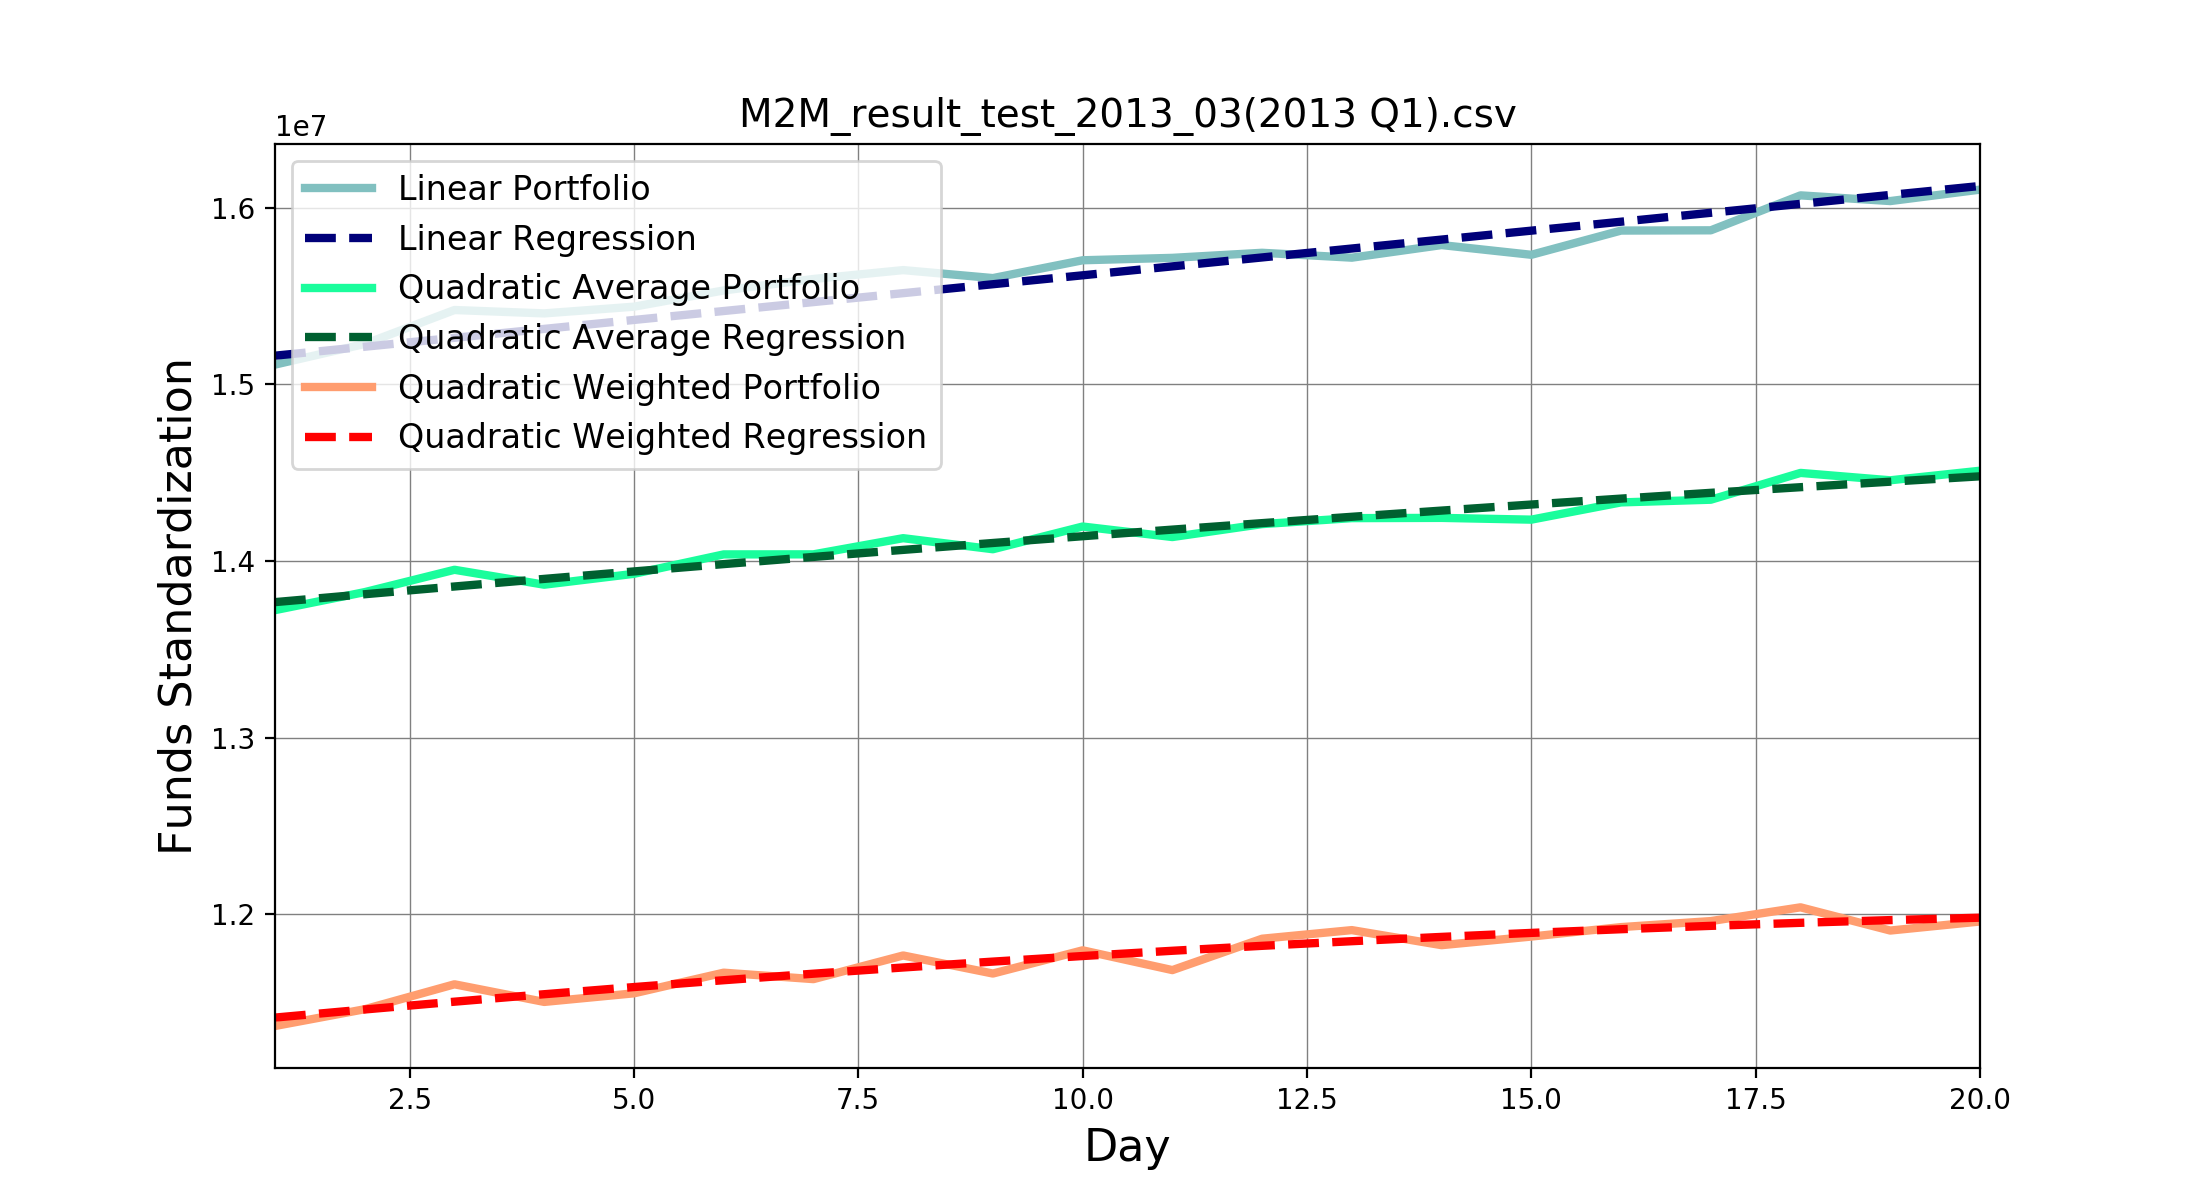 M2M_result_test_2013_03(2013 Q1).csv
1e7
Linear Portfolio
Linear Regression
Quadratic Average Portfolio
Quadratic Average Regression
Quadratic Weighted Portfolio
Quadratic Weighted Regression
1.6
1.5
1.4
1.3
1.2
Funds Standardization
2.5 5.0 7.5 10.0 12.5 15.0 17.5 20.0
Day